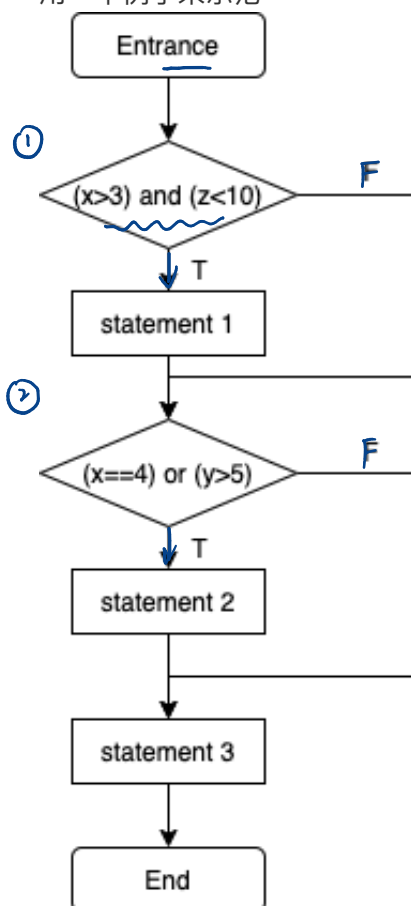 Entrance
①
(x>3) and (z<10)
F
T
statement 1
②
(x==4) or (y>5)
F
T
statement 2
statement 3
End